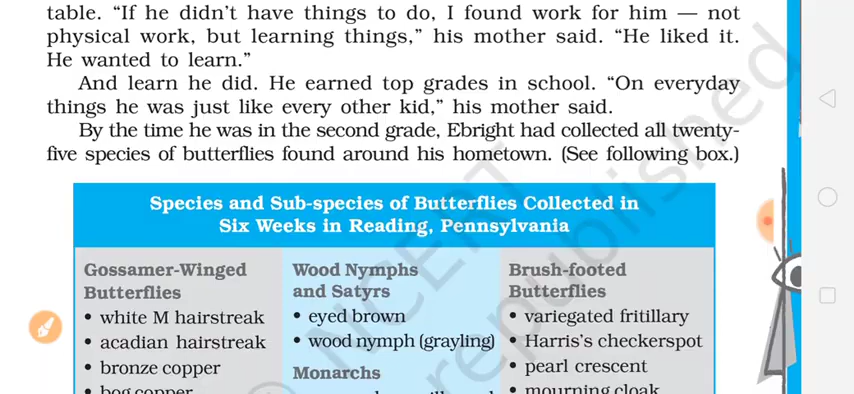 table. “If he didn’t have things to do, I found work for him — not
physical work, but learning things,” his mother said. “He liked it.
He wanted to learn.”
And learn he did. He earned top grades in school. “On everyday
things he was just like every other kid,” his mother said.
By the time he was in the second grade, Ebright had collected all twenty-
five species of butterflies found around his hometown. (See following box.)
Species and Sub-species of Butterflies Collected in
Six Weeks in Reading, Pennsylvania
Gossamer-Winged
Butterflies
• white M hairstreak
• acadian hairstreak
• bronze copper
• bog copper
Wood Nymphs
and Satyrs
• eyed brown
• wood nymph (grayling)
Monarchs
Brush-footed
Butterflies
• variegated fritillary
• Harris’s checkerspot
• pearl crescent
• mourning cloak
© NCERT
republished